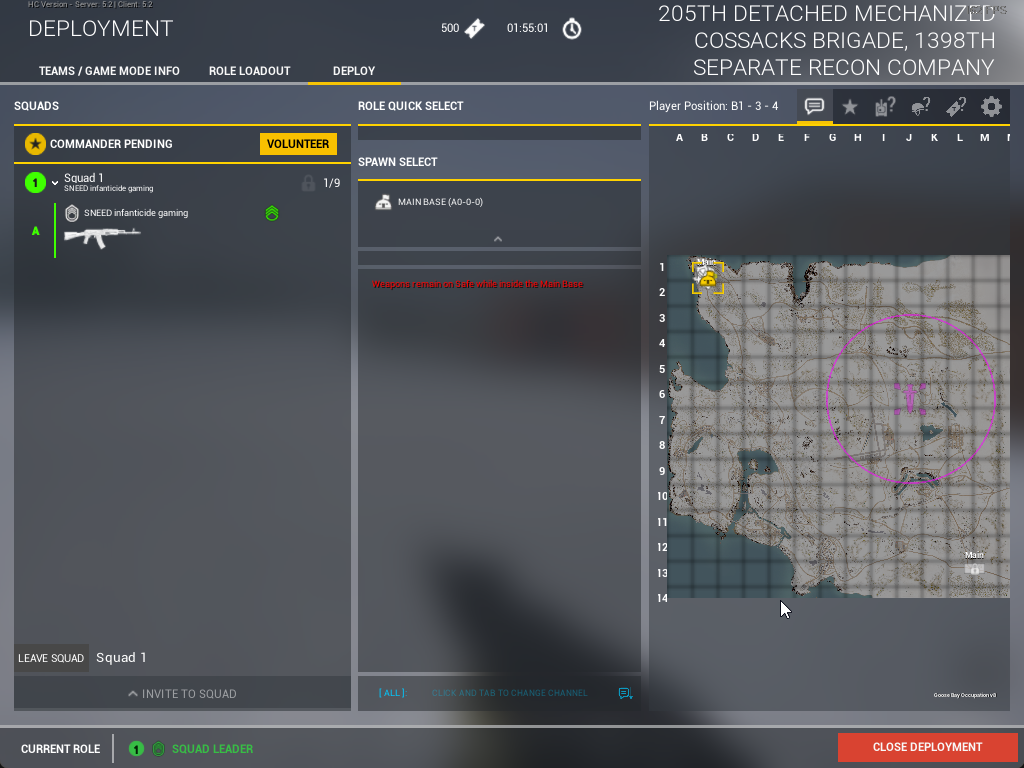 HC Version - Server: 5.2 | Client: 5.2
DEPLOYMENT
500
01:55:01
205TH DETACHED MECHANIZED
COSSACKS BRIGADE, 1398TH
SEPARATE RECON COMPANY
TEAMS / GAME MODE INFO
ROLE LOADOUT
DEPLOY
SQUADS
COMMANDER PENDING
VOLUNTEER
1
Squad 1
SNEED infanticide gaming
1/9
A
SNEED infanticide gaming
LEAVE SQUAD
Squad 1
INVITE TO SQUAD
ROLE QUICK SELECT
SPAWN SELECT
MAIN BASE (A0-0-0)
Weapons remain on Safe while inside the Main Base
[ ALL ]:
CLICK AND TAB TO CHANGE CHANNEL
Player Position: B1 - 3 - 4
A B C D E F G H I J K L M
1
2
3
4
5
6
7
8
9
10
11
12
13
14
Main
Main
Goose Bay Occupation v8
CURRENT ROLE
1
SQUAD LEADER
CLOSE DEPLOYMENT